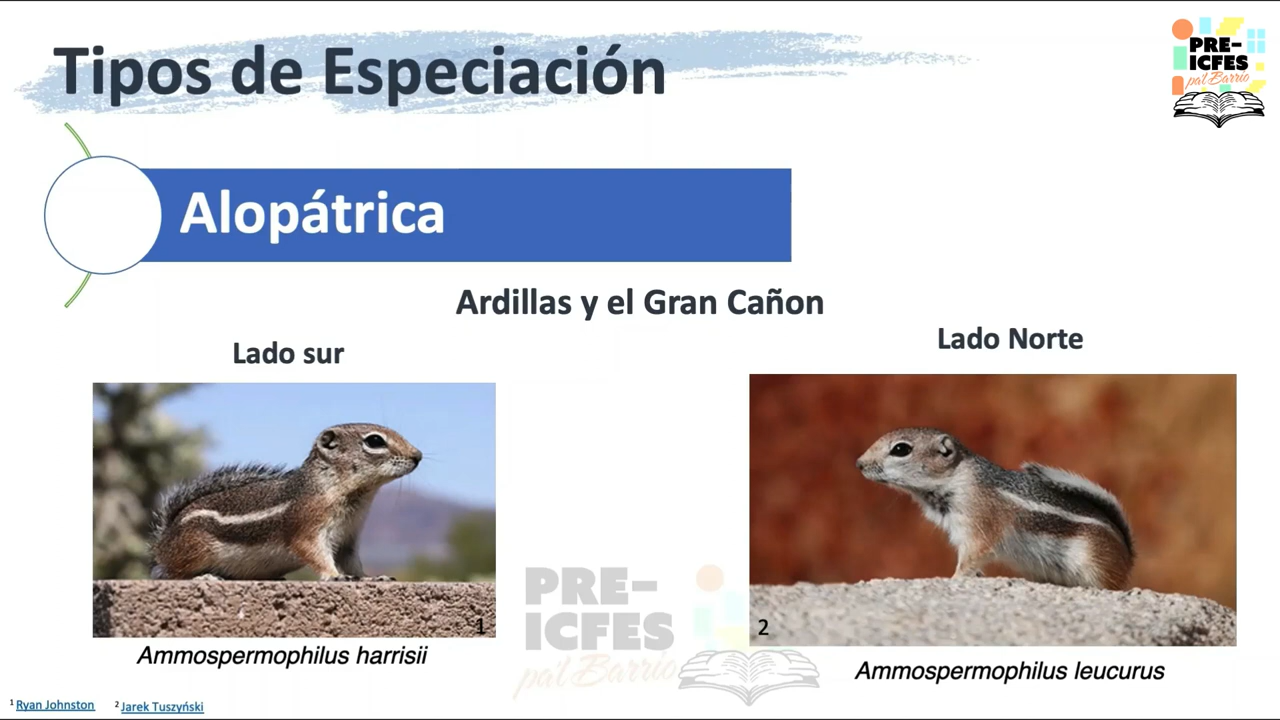 Tipos de Especiación
PRE-
ICFES
pa'l Barrio
Alopátrica
Ardillas y el Gran Cañon
Lado sur
Lado Norte
1
2
PRE-
ICFES
pa'l Barrio
Ammospermophilus harrisii
Ammospermophilus leucurus
1 Ryan Johnston
2 Jarek Tuszyński